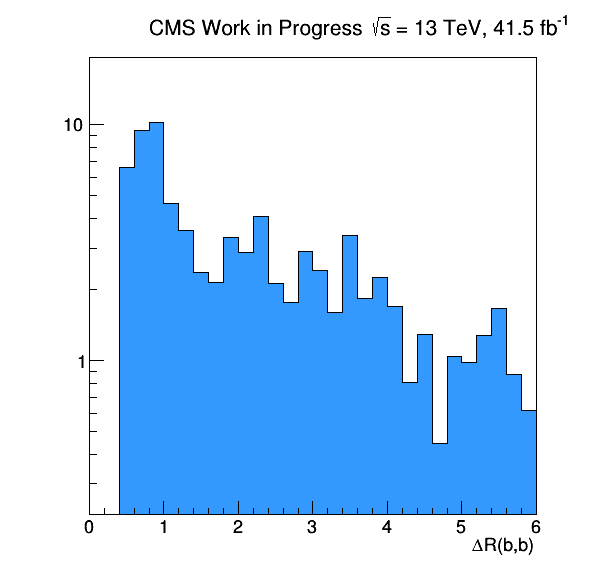 CMS Work in Progress √s = 13 TeV, 41.5 fb⁻¹
10
1
0 1 2 3 4 5 6
ΔR(b,b)